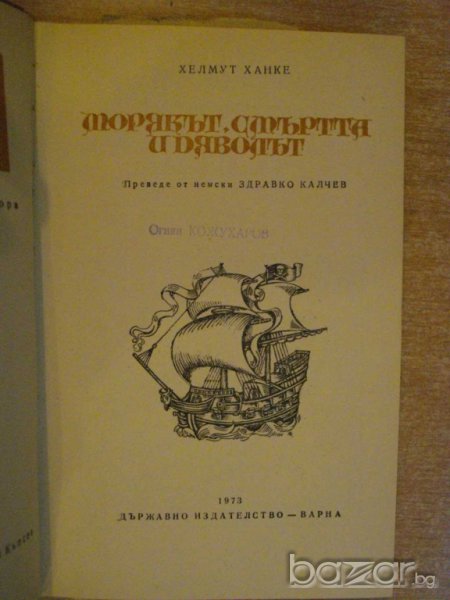 ХЕЛМУТ ХАНКЕ
МОРЯКЪТ, СМЪРТТА
И ДЯВОЛЪТ
Преведе от немски ЗДРАВКО КАЛЧЕВ
Огнян КОЖУХАРОВ
1973
ДЪРЖАВНО ИЗДАТЕЛСТВО — ВАРНА
bazar.bg